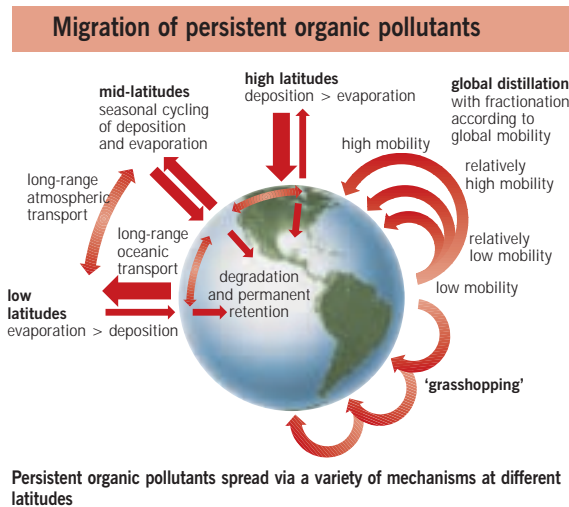 Migration of persistent organic pollutants
high latitudes
deposition > evaporation
mid-latitudes
seasonal cycling
of deposition
and evaporation
global distillation
with fractionation
according to
global mobility
high mobility
relatively
high mobility
long-range
atmospheric
transport
long-range
oceanic
transport
relatively
low mobility
low mobility
degradation
and permanent
retention
low
latitudes
evaporation > deposition
‘grasshopping’
Persistent organic pollutants spread via a variety of mechanisms at different
latitudes